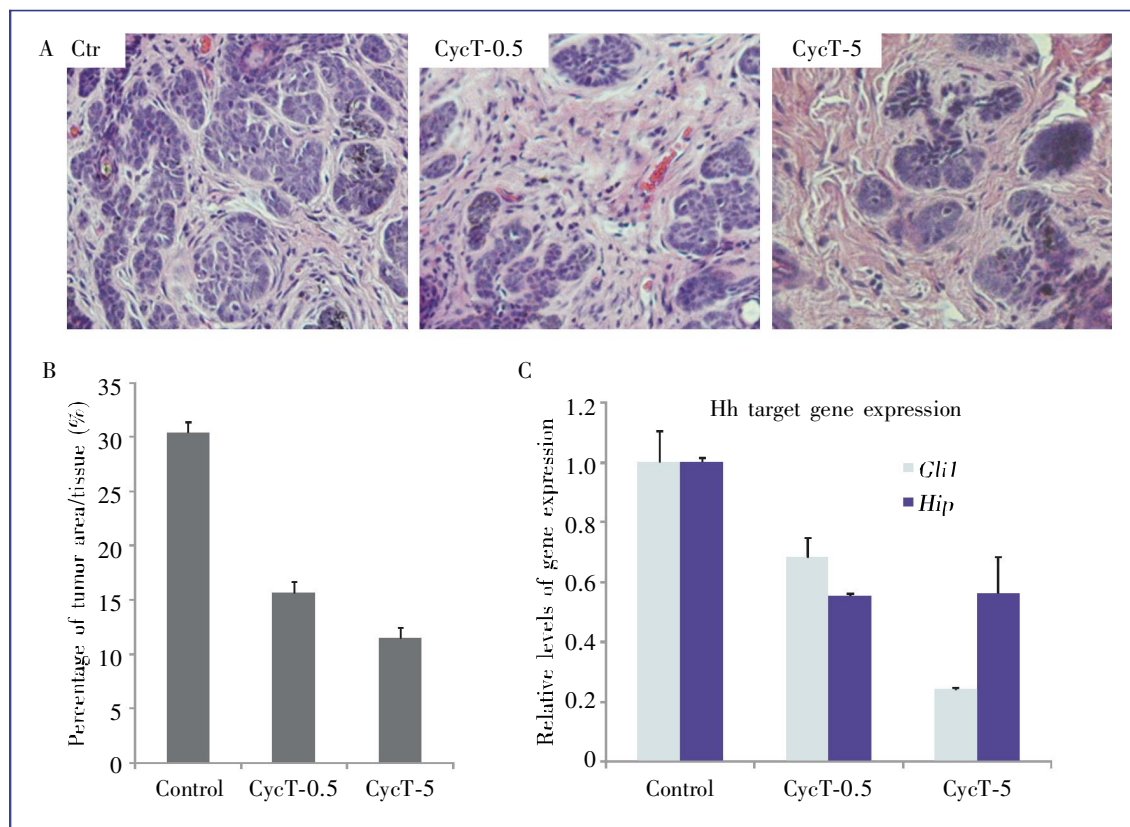 A Ctr CycT-0.5 CycT-5
B
Percentage of tumor area/tissue (%)
35
30
25
20
15
10
5
0
Control CycT-0.5 CycT-5
C
Hh target gene expression
Relative levels of gene expression
1.2
1.0
0.8
0.6
0.4
0.2
0
Gli1
Hip
Control CycT-0.5 CycT-5